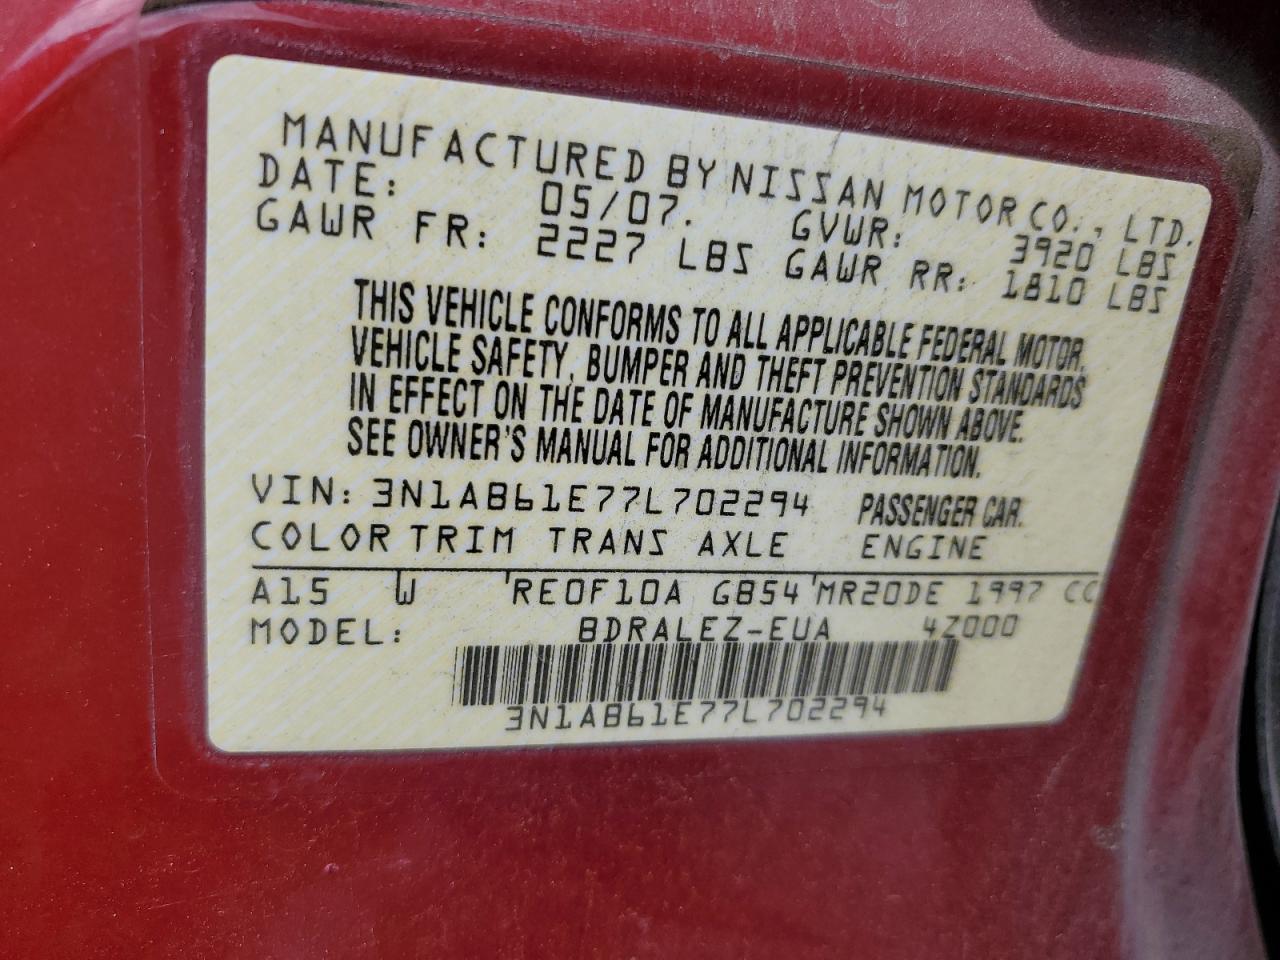 MANUFACTURED BY NISSAN MOTOR CO., LTD.
DATE: 05/07. GVWR: 3920 LBS
GAWR FR: 2227 LBS GAWR RR: 1810 LBS
THIS VEHICLE CONFORMS TO ALL APPLICABLE FEDERAL MOTOR
VEHICLE SAFETY, BUMPER AND THEFT PREVENTION STANDARDS
IN EFFECT ON THE DATE OF MANUFACTURE SHOWN ABOVE.
SEE OWNER'S MANUAL FOR ADDITIONAL INFORMATION.
VIN: 3N1AB61E77L702294 PASSENGER CAR.
COLOR TRIM TRANS AXLE ENGINE
A15 W 'RE0F10A GB54'MR20DE 1997 CC
MODEL: BDRALEZ-EUA 4Z000
3N1AB61E77L702294